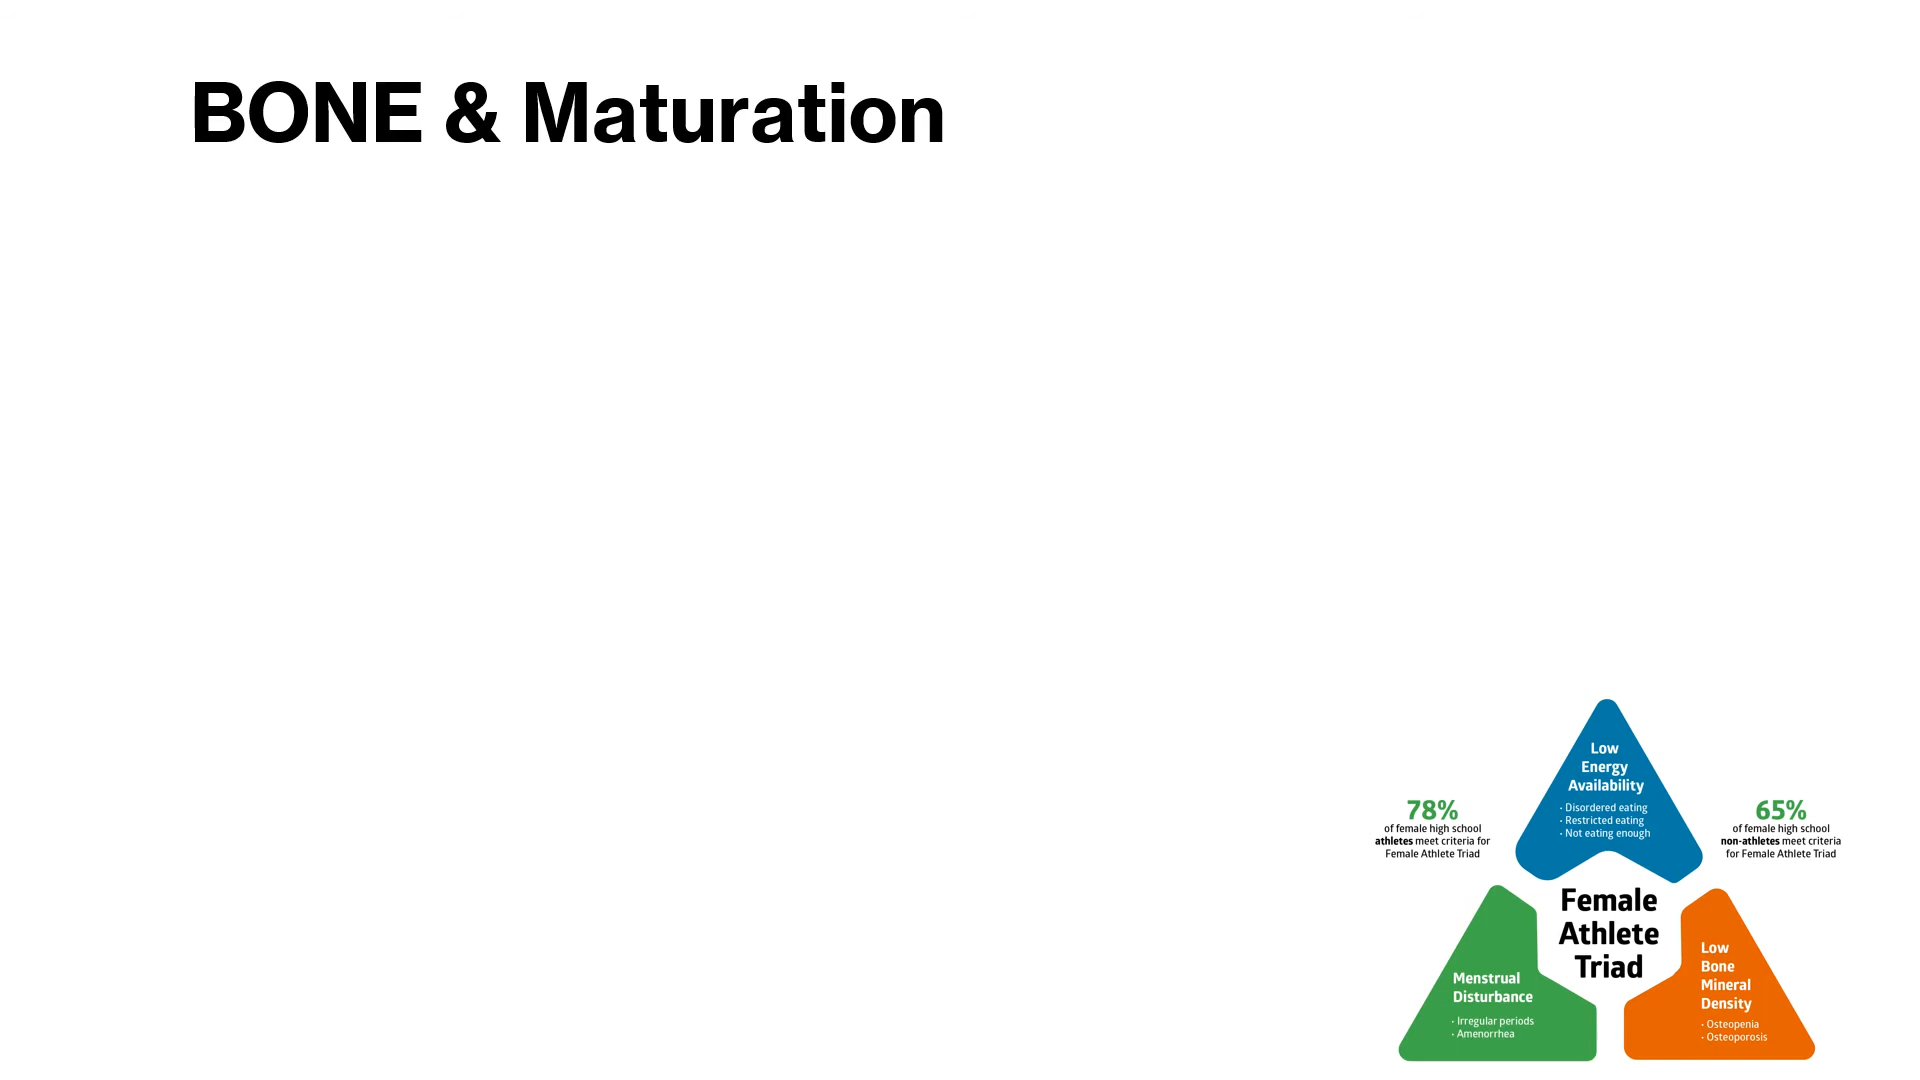 BONE & Maturation
Low
Energy
Availability
· Disordered eating
· Restricted eating
· Not eating enough
78%
of female high school
athletes meet criteria for
Female Athlete Triad
65%
of female high school
non-athletes meet criteria
for Female Athlete Triad
Female
Athlete
Triad
Menstrual
Disturbance
· Irregular periods
· Amenorrhea
Low
Bone
Mineral
Density
· Osteopenia
· Osteoporosis